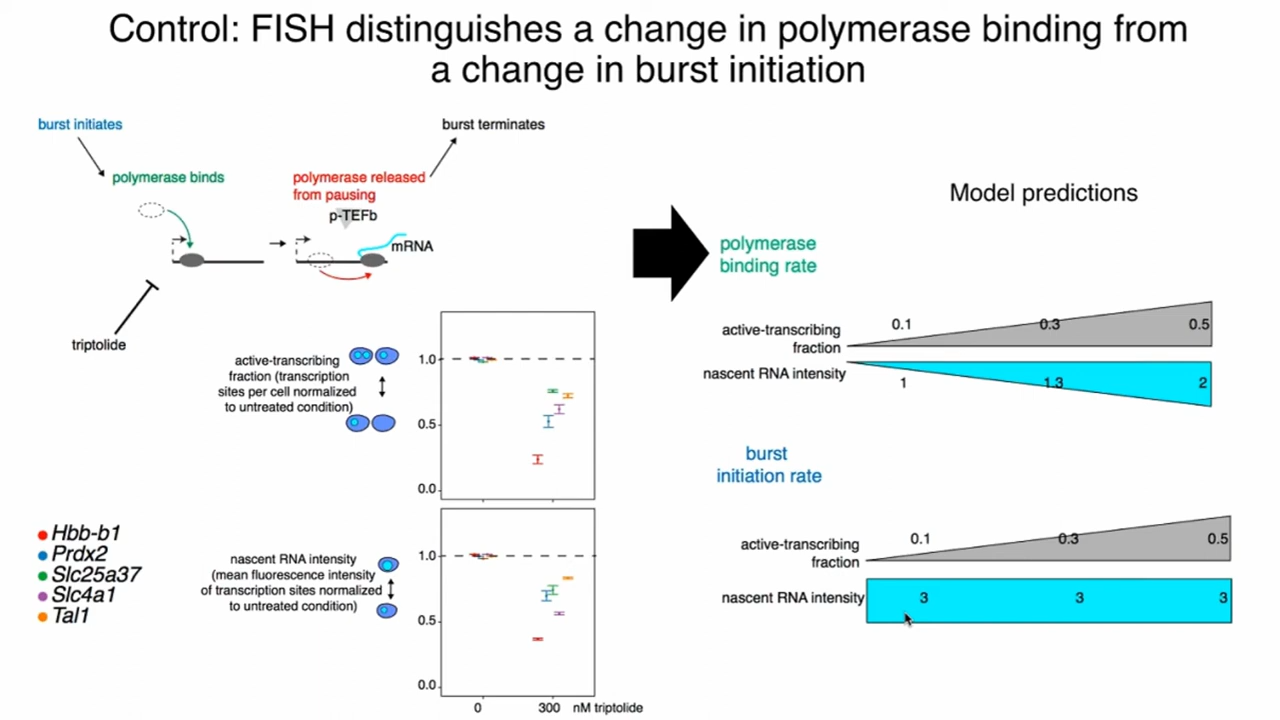 Control: FISH distinguishes a change in polymerase binding from
a change in burst initiation
burst initiates
burst terminates
polymerase binds
polymerase released
from pausing
p-TEFb
mRNA
triptolide
active-transcribing
fraction (transcription
sites per cell normalized
to untreated condition)
1.0
0.5
0.0
Hbb-b1
Prdx2
Slc25a37
Slc4a1
Tal1
nascent RNA intensity
(mean fluorescence intensity
of transcription sites normalized
to untreated condition)
1.0
0.5
0.0
0 300 nM triptolide
Model predictions
polymerase
binding rate
active-transcribing
fraction
0.1 0.3 0.5
nascent RNA intensity
1 1.3 2
burst
initiation rate
active-transcribing
fraction
0.1 0.3 0.5
nascent RNA intensity
3 3 3